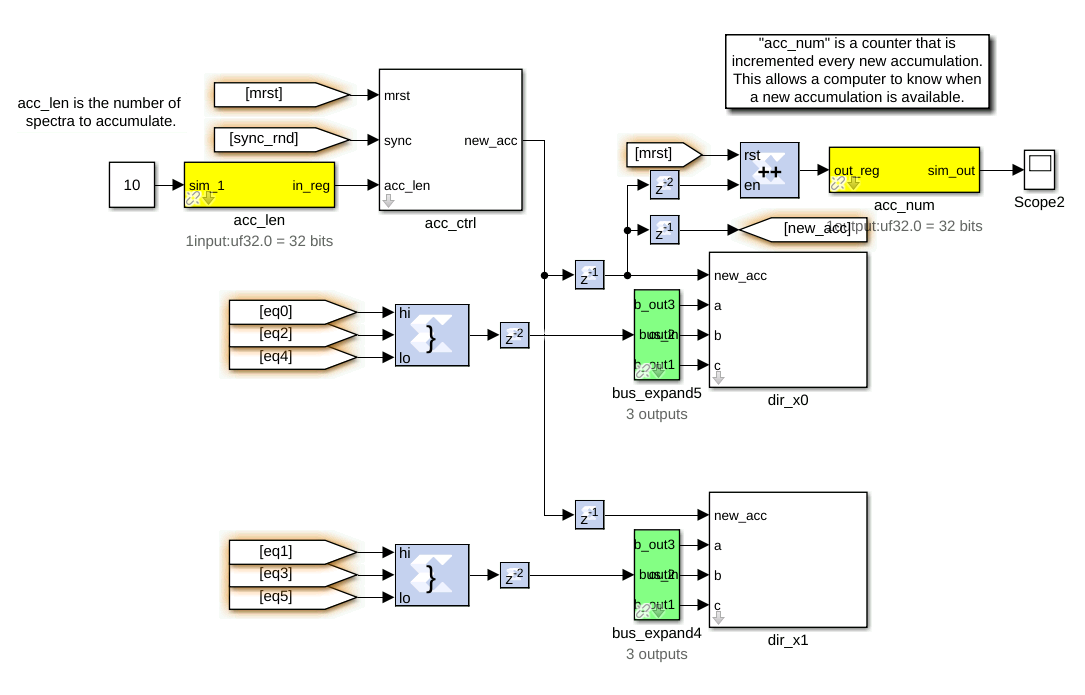 "acc_num" is a counter that is
incremented every new accumulation.
This allows a computer to know when
a new accumulation is available.
acc_len is the number of
spectra to accumulate.
[mrst]
[sync_rnd]
10
sim_1
in_reg
acc_len
1input:uf32.0 = 32 bits
mrst
sync
acc_len
new_acc
acc_ctrl
[mrst]
z-2
z-1
z-1
rst
en
++
out_reg
sim_out
acc_num
1output:uf32.0 = 32 bits
Scope2
[new_acc]
[eq0]
[eq2]
[eq4]
hi
lo
}
z-2
b_out3
bus_in
b_out2
b_out1
bus_expand5
3 outputs
new_acc
a
b
c
dir_x0
z-1
[eq1]
[eq3]
[eq5]
hi
lo
}
z-2
b_out3
bus_in
b_out2
b_out1
bus_expand4
3 outputs
new_acc
a
b
c
dir_x1